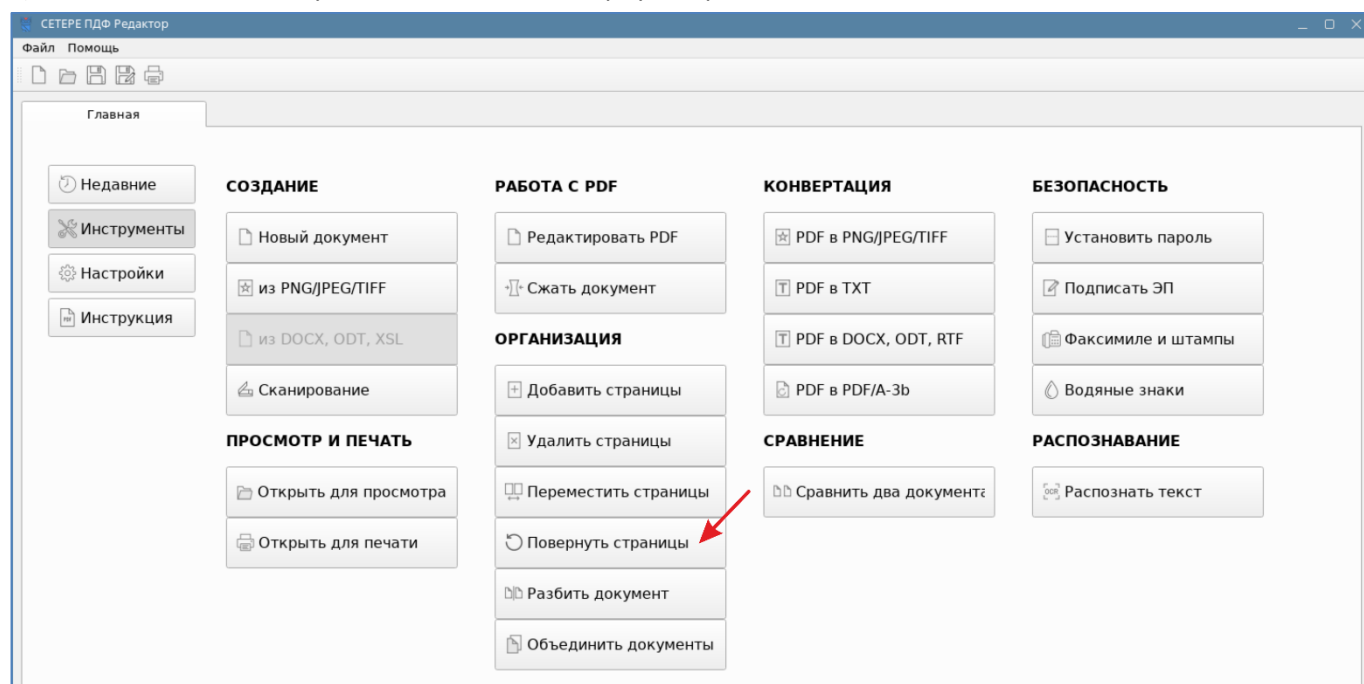 СЕТЕРЕ ПДФ Редактор
Файл Помощь
Главная
Недавние
Инструменты
Настройки
Инструкция
СОЗДАНИЕ
Новый документ
из PNG/JPEG/TIFF
из DOCX, ODT, XSL
Сканирование
ПРОСМОТР И ПЕЧАТЬ
Открыть для просмотра
Открыть для печати
РАБОТА С PDF
Редактировать PDF
Сжать документ
ОРГАНИЗАЦИЯ
Добавить страницы
Удалить страницы
Переместить страницы
Повернуть страницы
Разбить документ
Объединить документы
КОНВЕРТАЦИЯ
PDF в PNG/JPEG/TIFF
PDF в TXT
PDF в DOCX, ODT, RTF
PDF в PDF/A-3b
СРАВНЕНИЕ
Сравнить два документа
БЕЗОПАСНОСТЬ
Установить пароль
Подписать ЭП
Факсимиле и штампы
Водяные знаки
РАСПОЗНАВАНИЕ
OCR Распознать текст